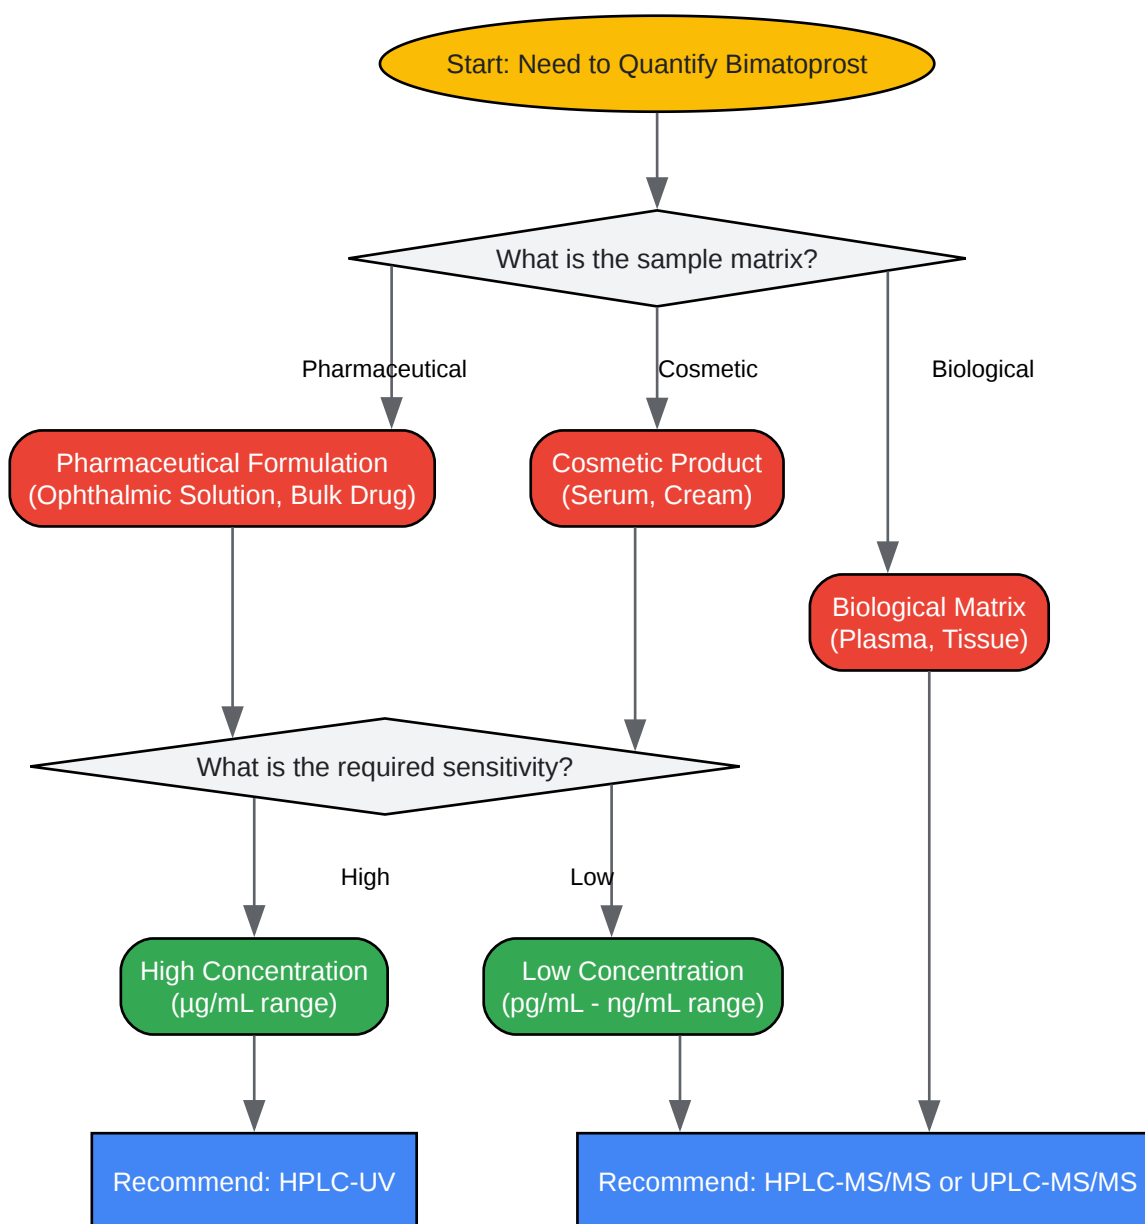 Start: Need to Quantify Bimatoprost
What is the sample matrix?
Pharmaceutical
Cosmetic
Biological
Pharmaceutical Formulation
(Ophthalmic Solution, Bulk Drug)
Cosmetic Product
(Serum, Cream)
Biological Matrix
(Plasma, Tissue)
What is the required sensitivity?
High
Low
High Concentration
(µg/mL range)
Low Concentration
(pg/mL - ng/mL range)
Recommend: HPLC-UV
Recommend: HPLC-MS/MS or UPLC-MS/MS